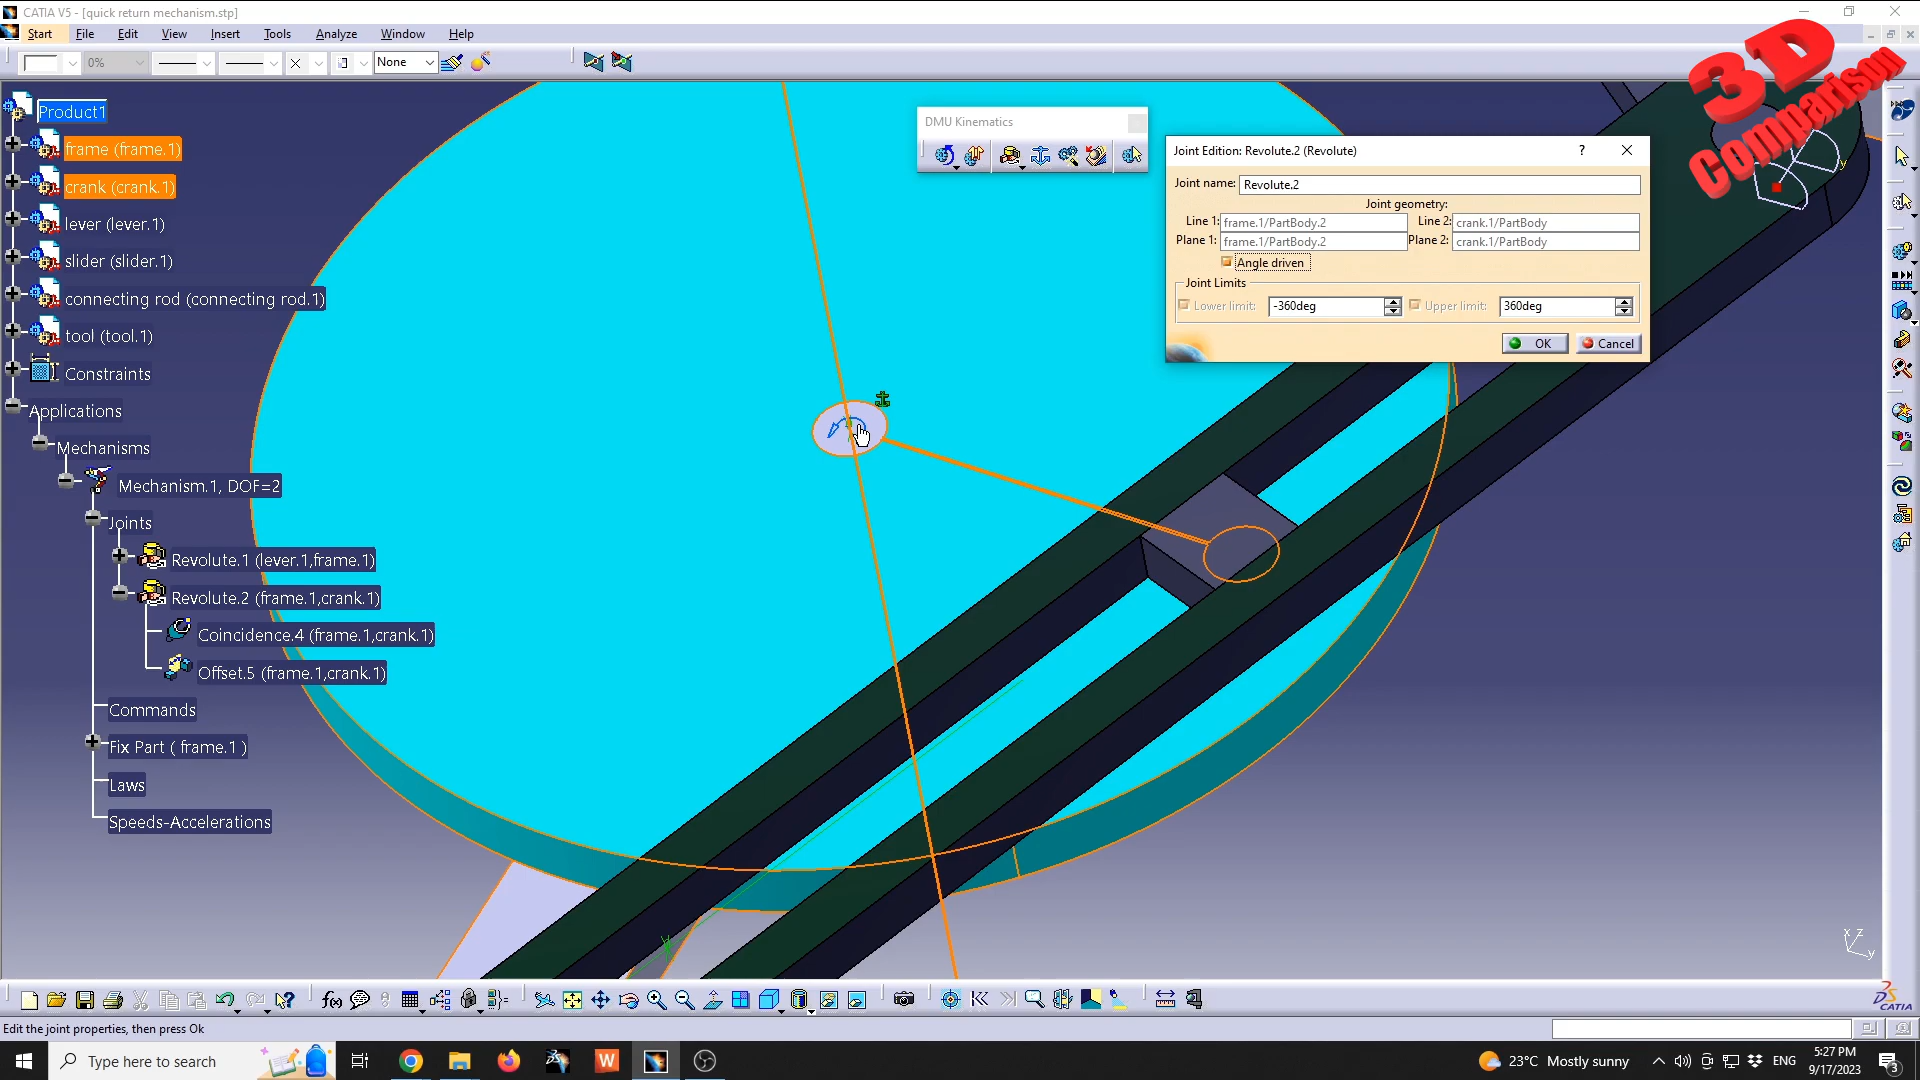 CATIA V5 - [quick return mechanism.stp]
Start File Edit View Insert Tools Analyze Window Help
0% None
3D
Comparison
Product1
frame (frame.1)
crank (crank.1)
lever (lever.1)
slider (slider.1)
connecting rod (connecting rod.1)
tool (tool.1)
Constraints
Applications
Mechanisms
Mechanism.1, DOF=2
Joints
Revolute.1 (lever.1,frame.1)
Revolute.2 (frame.1,crank.1)
Coincidence.4 (frame.1,crank.1)
Offset.5 (frame.1,crank.1)
Commands
Fix Part ( frame.1 )
Laws
Speeds-Accelerations
DMU Kinematics
Joint Edition: Revolute.2 (Revolute) ?
Joint name: Revolute.2
Joint geometry:
Line 1: frame.1/PartBody.2 Line 2: crank.1/PartBody
Plane 1: frame.1/PartBody.2 Plane 2: crank.1/PartBody
Angle driven
Joint Limits
Lower limit: -360deg Upper limit: 360deg
OK Cancel
y
x z
y
CATIA
Edit the joint properties, then press Ok
Type here to search
23°C Mostly sunny
ENG
5:27 PM
9/17/2023
3